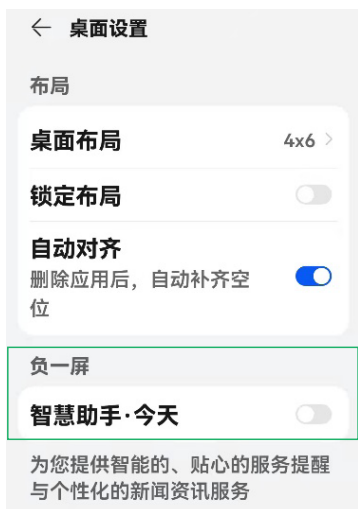 桌面设置
布局
桌面布局 4x6
锁定布局
自动对齐
删除应用后，自动补齐空
位
负一屏
智慧助手·今天
为您提供智能的、贴心的服务提醒
与个性化的新闻资讯服务